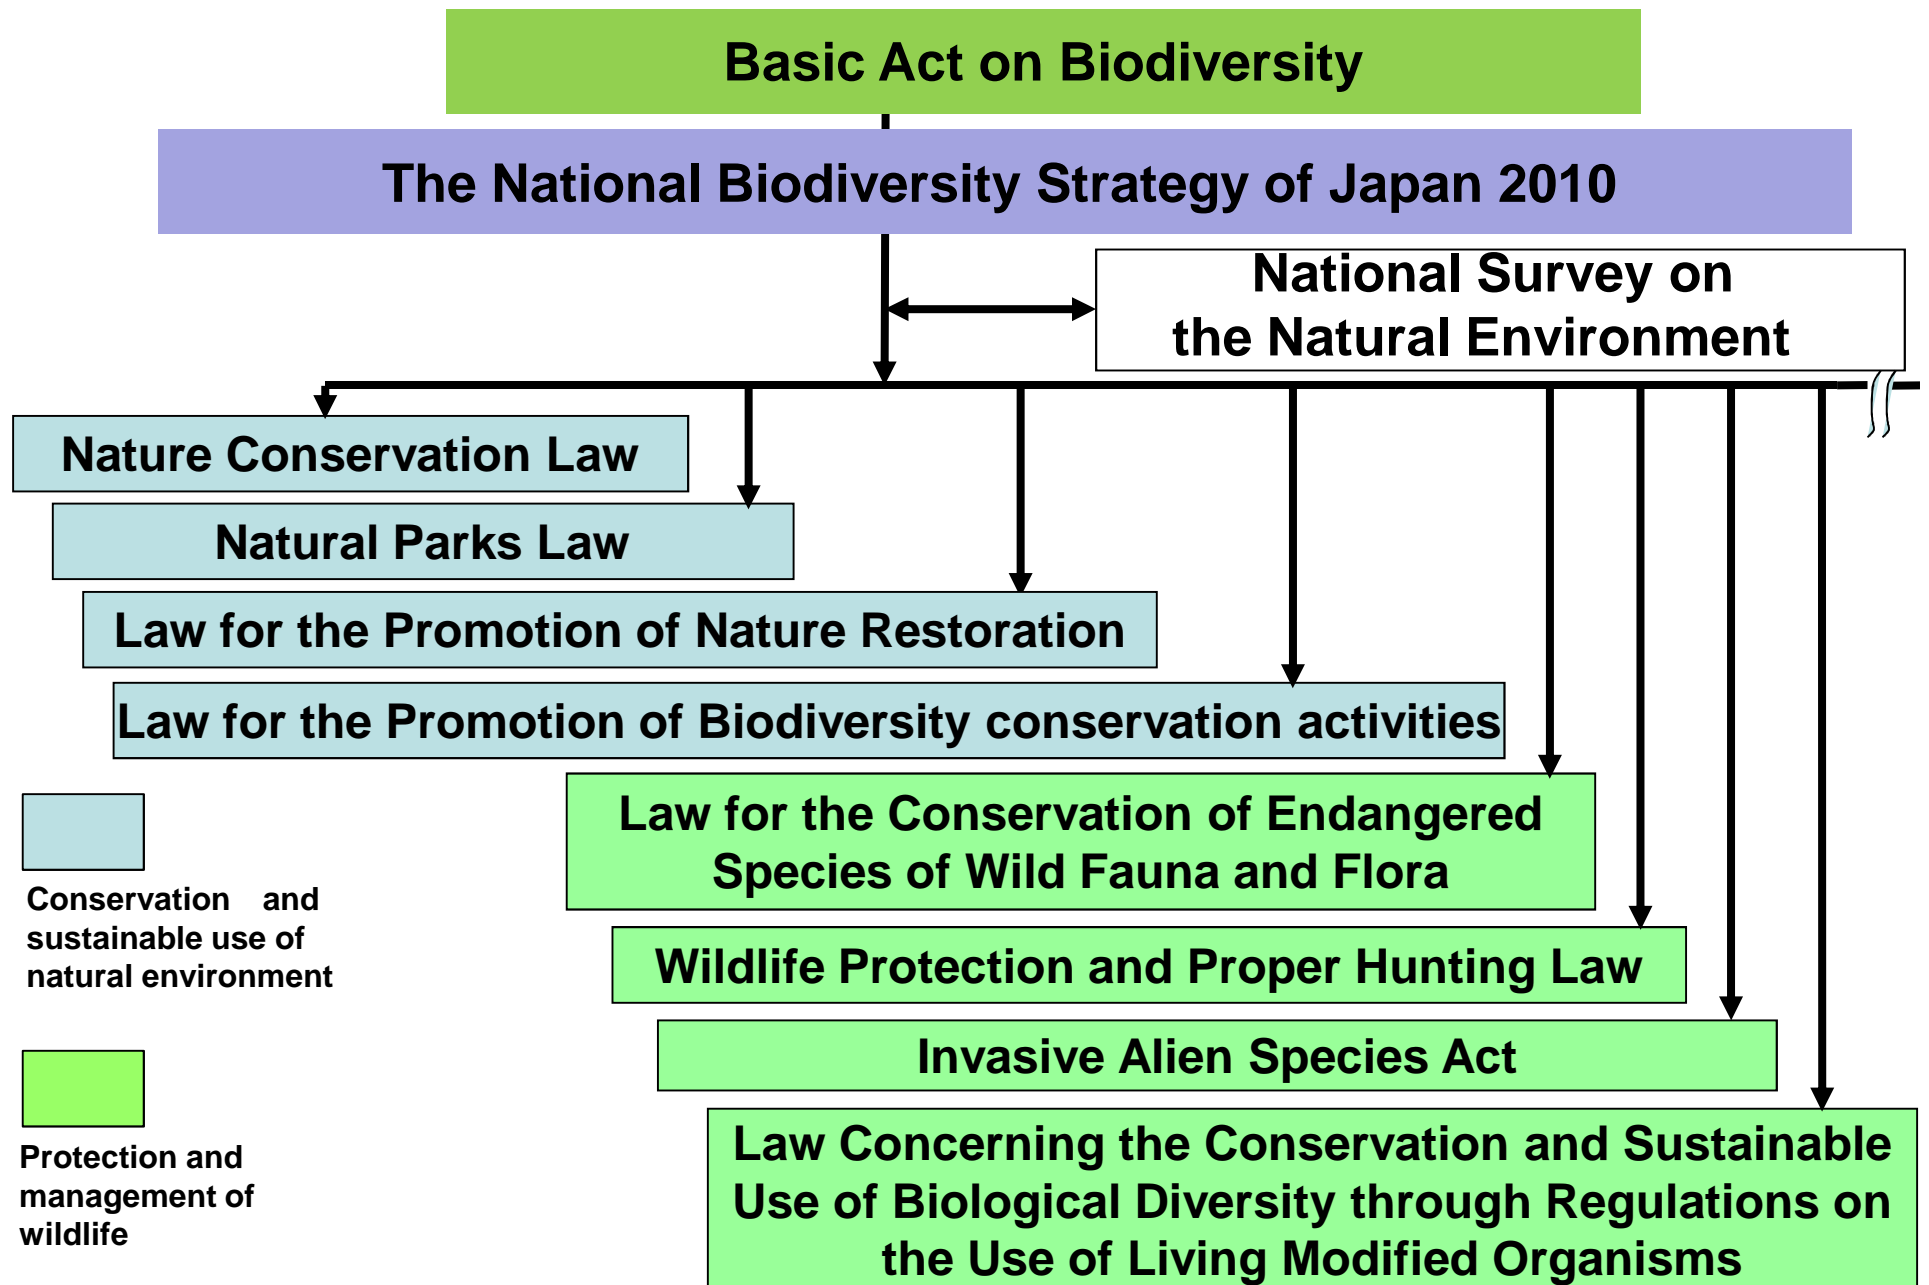 Basic Act on Biodiversity
The National Biodiversity Strategy of Japan 2010
National Survey on
the Natural Environment
Nature Conservation Law
Natural Parks Law
Law for the Promotion of Nature Restoration
Law for the Promotion of Biodiversity conservation activities
Law for the Conservation of Endangered
Species of Wild Fauna and Flora
Wildlife Protection and Proper Hunting Law
Invasive Alien Species Act
Law Concerning the Conservation and Sustainable
Use of Biological Diversity through Regulations on
the Use of Living Modified Organisms
Conservation and
sustainable use of
natural environment
Protection and
management of
wildlife